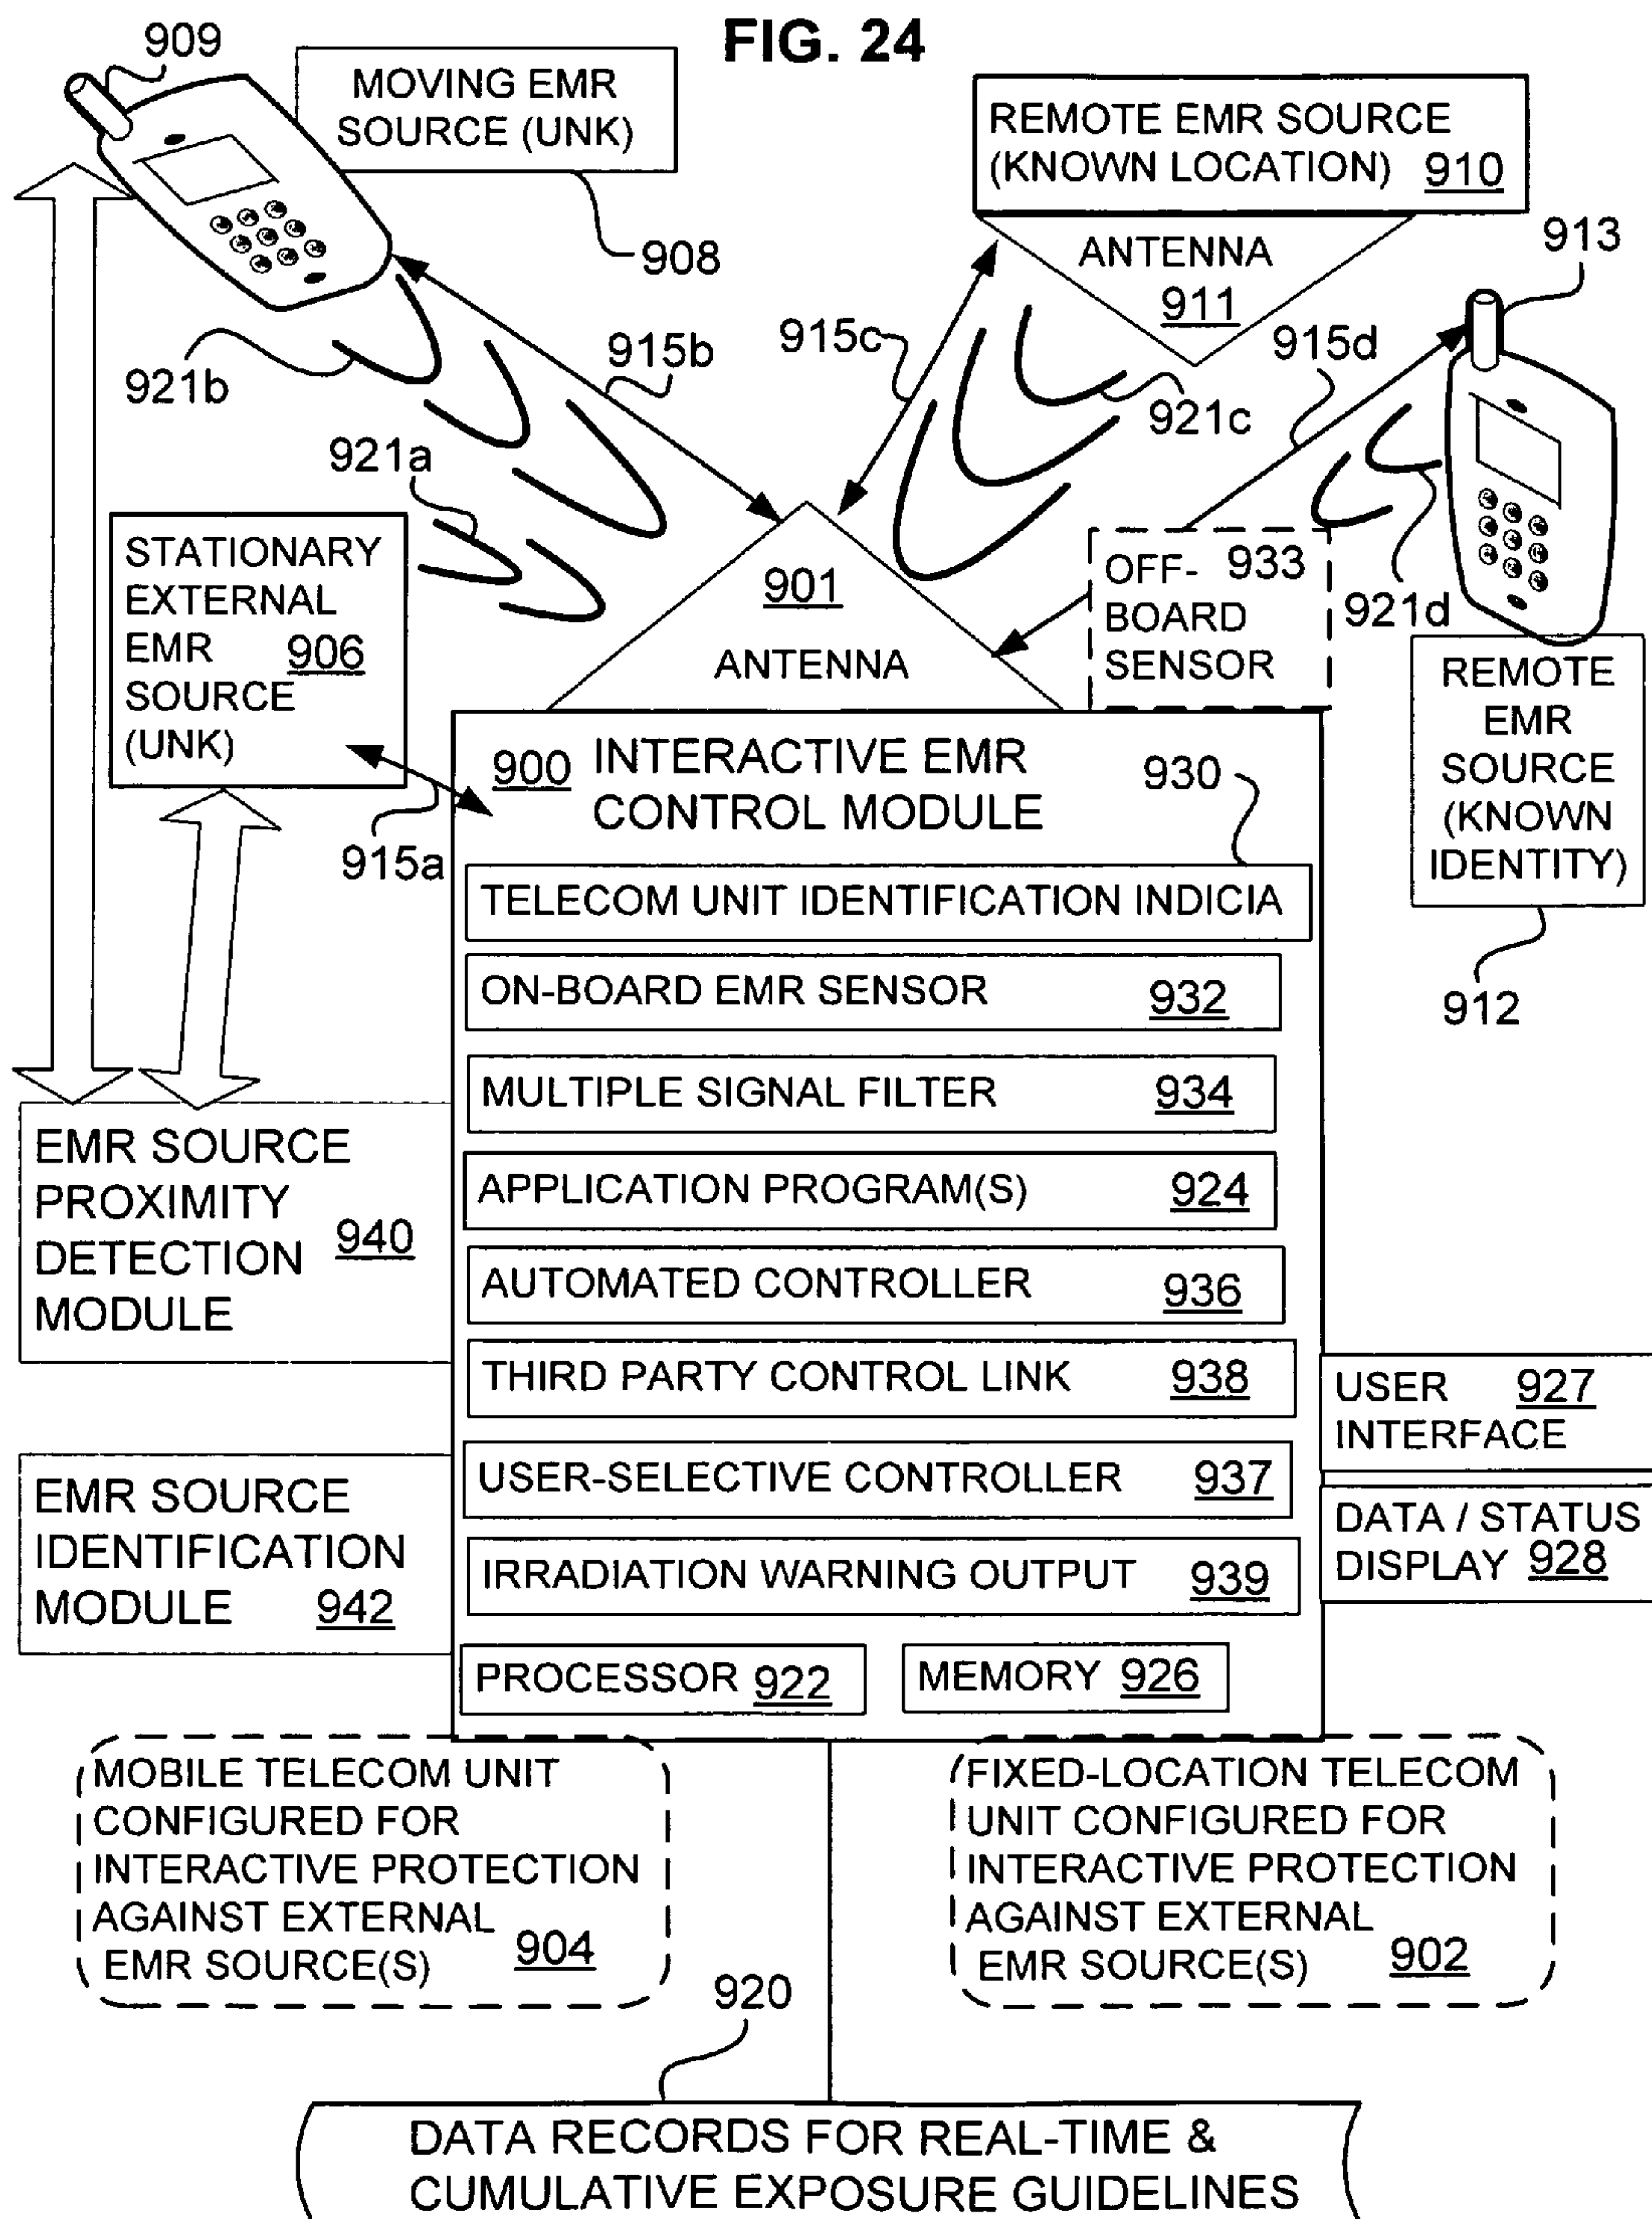 FIG. 24
909
MOVING EMR
SOURCE (UNK)
908
REMOTE EMR SOURCE
(KNOWN LOCATION) 910
ANTENNA
911
913
921b
915b
915c
915d
921c
921a
STATIONARY
EXTERNAL
EMR 906
SOURCE
(UNK)
915a
901
ANTENNA
OFF- 933
BOARD
SENSOR
921d
REMOTE
EMR
SOURCE
(KNOWN
IDENTITY)
912
900 INTERACTIVE EMR
CONTROL MODULE
930
TELECOM UNIT IDENTIFICATION INDICIA
ON-BOARD EMR SENSOR 932
MULTIPLE SIGNAL FILTER 934
APPLICATION PROGRAM(S) 924
AUTOMATED CONTROLLER 936
THIRD PARTY CONTROL LINK 938
USER-SELECTIVE CONTROLLER 937
IRRADIATION WARNING OUTPUT 939
PROCESSOR 922
MEMORY 926
EMR SOURCE
PROXIMITY
DETECTION 940
MODULE
EMR SOURCE
IDENTIFICATION
MODULE 942
USER 927
INTERFACE
DATA / STATUS
DISPLAY 928
MOBILE TELECOM UNIT
CONFIGURED FOR
INTERACTIVE PROTECTION
AGAINST EXTERNAL
EMR SOURCE(S) 904
FIXED-LOCATION TELECOM
UNIT CONFIGURED FOR
INTERACTIVE PROTECTION
AGAINST EXTERNAL
EMR SOURCE(S) 902
920
DATA RECORDS FOR REAL-TIME &
CUMULATIVE EXPOSURE GUIDELINES